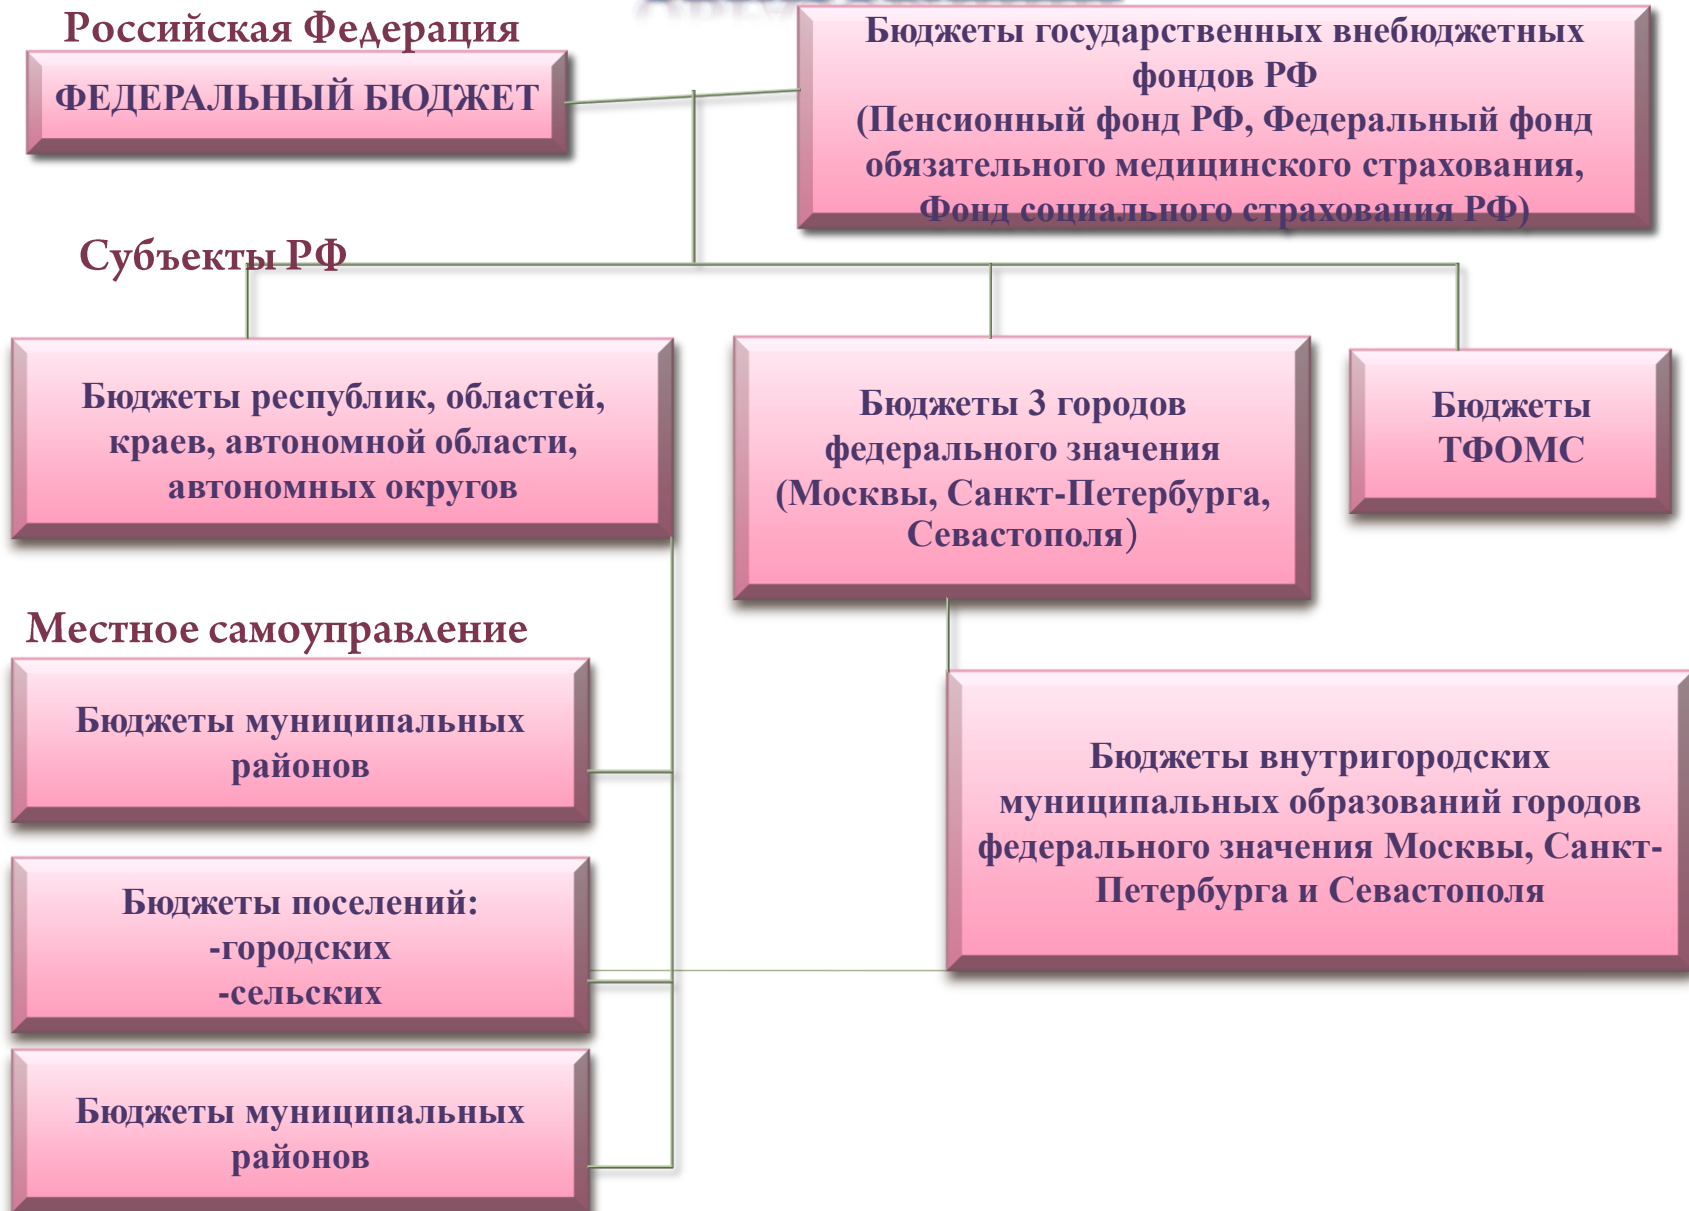 Российская Федерация
ФЕДЕРАЛЬНЫЙ БЮДЖЕТ
Бюджеты государственных внебюджетных
фондов РФ
(Пенсионный фонд РФ, Федеральный фонд
обязательного медицинского страхования,
Фонд социального страхования РФ)
Субъекты РФ
Бюджеты республик, областей,
краев, автономной области,
автономных округов
Бюджеты 3 городов
федерального значения
(Москвы, Санкт-Петербурга,
Севастополя)
Бюджеты
ТФОМС
Местное самоуправление
Бюджеты муниципальных
районов
Бюджеты внутригородских
муниципальных образований городов
федерального значения Москвы, Санкт-
Петербурга и Севастополя
Бюджеты поселений:
-городских
-сельских
Бюджеты муниципальных
районов